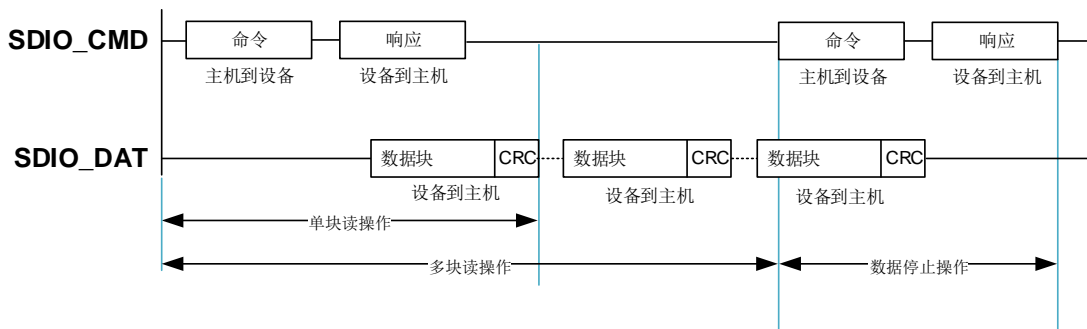 SDIO_CMD
命令
响应
命令
响应
主机到设备
设备到主机
主机到设备
设备到主机
SDIO_DAT
数据块
CRC
数据块
CRC
数据块
CRC
设备到主机
设备到主机
设备到主机
单块读操作
多块读操作
数据停止操作